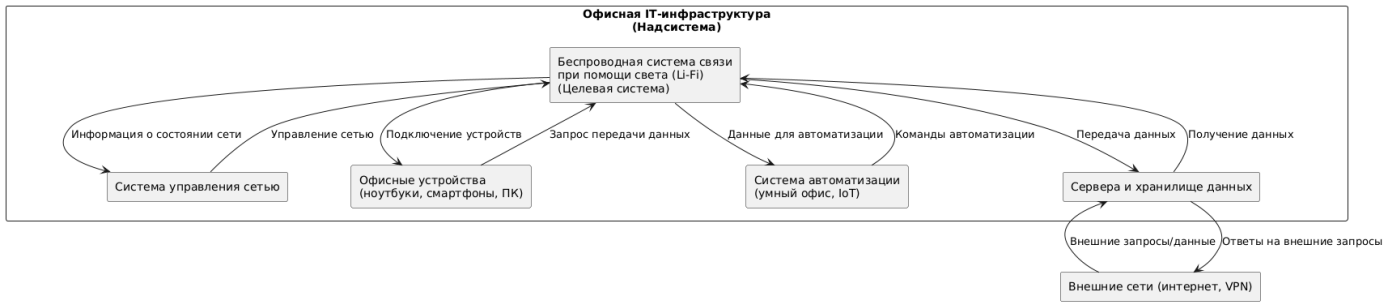 Офисная IT-инфраструктура
(Надсистема)
Беспроводная система связи
при помощи света (Li-Fi)
(Целевая система)
Информация о состоянии сети
Управление сетью
Подключение устройств
Запрос передачи данных
Данные для автоматизации
Команды автоматизации
Передача данных
Получение данных
Система управления сетью
Офисные устройства
(ноутбуки, смартфоны, ПК)
Система автоматизации
(умный офис, IoT)
Сервера и хранилище данных
Внешние запросы/данные
Ответы на внешние запросы
Внешние сети (интернет, VPN)